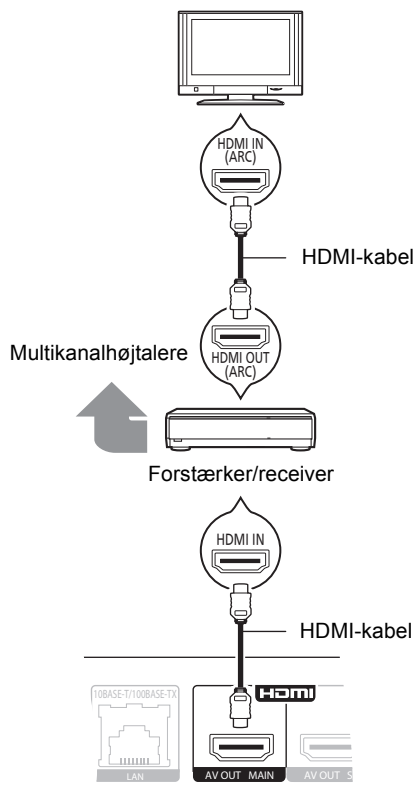 HDMI IN
(ARC)
HDMI-kabel
Multikanalhøjtalere
HDMI OUT
(ARC)
Forstærker/receiver
HDMI IN
HDMI-kabel
10BASE-T/100BASE-TX
HDMI
LAN
AV OUT MAIN
AV OUT S